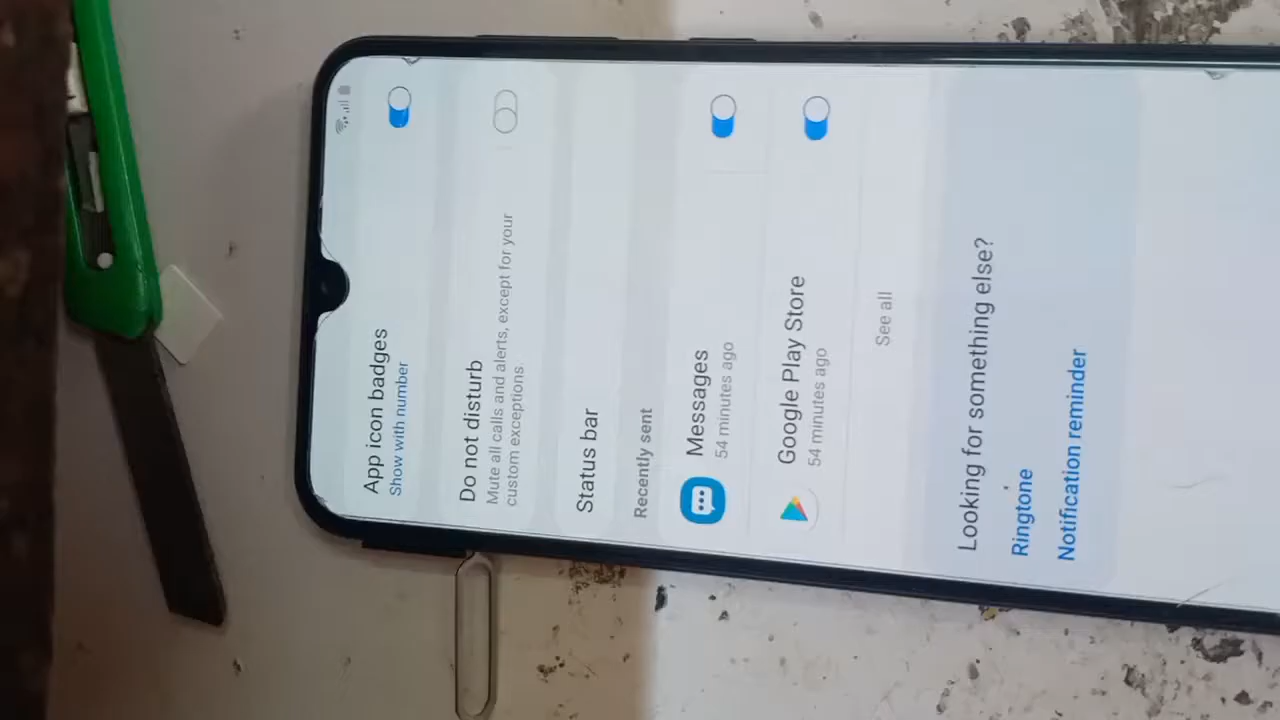 App icon badges
Show with number
Do not disturb
Mute all calls and alerts, except for your
custom exceptions.
Status bar
Recently sent
Messages
54 minutes ago
Google Play Store
54 minutes ago
See all
Looking for something else?
Ringtone
Notification reminder